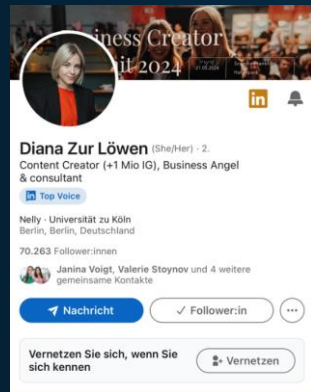 iness Creator
it 2024
in
Diana Zur Löwen (She/Her) · 2.
Content Creator (+1 Mio IG), Business Angel
& consultant
in Top Voice
Nelly · Universität zu Köln
Berlin, Berlin, Deutschland
70.263 Follower:innen
Janina Voigt, Valerie Stoynov und 4 weitere
gemeinsame Kontakte
Nachricht
Follower:in
Vernetzen Sie sich, wenn Sie
sich kennen
Vernetzen